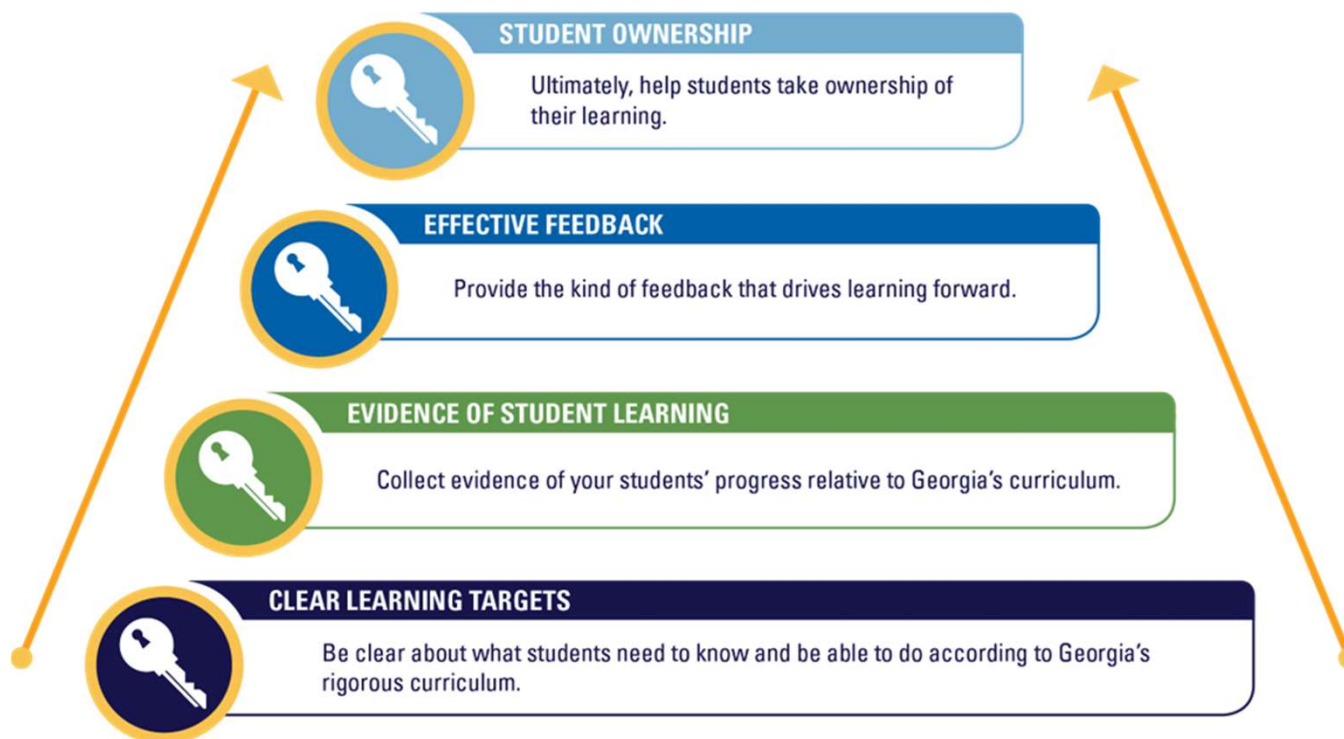 STUDENT OWNERSHIP
Ultimately, help students take ownership of
their learning.
EFFECTIVE FEEDBACK
Provide the kind of feedback that drives learning forward.
EVIDENCE OF STUDENT LEARNING
Collect evidence of your students’ progress relative to Georgia’s curriculum.
CLEAR LEARNING TARGETS
Be clear about what students need to know and be able to do according to Georgia’s
rigorous curriculum.